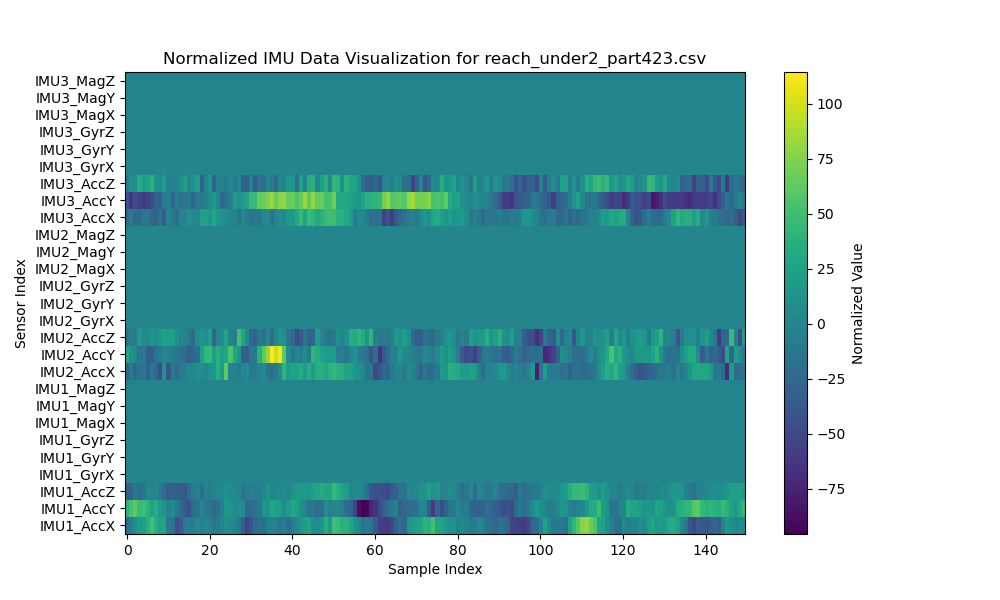 Normalized IMU Data Visualization for reach_under2_part423.csv
IMU3_MagZ
IMU3_MagY
IMU3_MagX
IMU3_GyrZ
IMU3_GyrY
IMU3_GyrX
IMU3_AccZ
IMU3_AccY
IMU3_AccX
IMU2_MagZ
IMU2_MagY
IMU2_MagX
IMU2_GyrZ
IMU2_GyrY
IMU2_GyrX
IMU2_AccZ
IMU2_AccY
IMU2_AccX
IMU1_MagZ
IMU1_MagY
IMU1_MagX
IMU1_GyrZ
IMU1_GyrY
IMU1_GyrX
IMU1_AccZ
IMU1_AccY
IMU1_AccX
Sensor Index
0 20 40 60 80 100 120 140
Sample Index
100
75
50
25
0
−25
−50
−75
Normalized Value